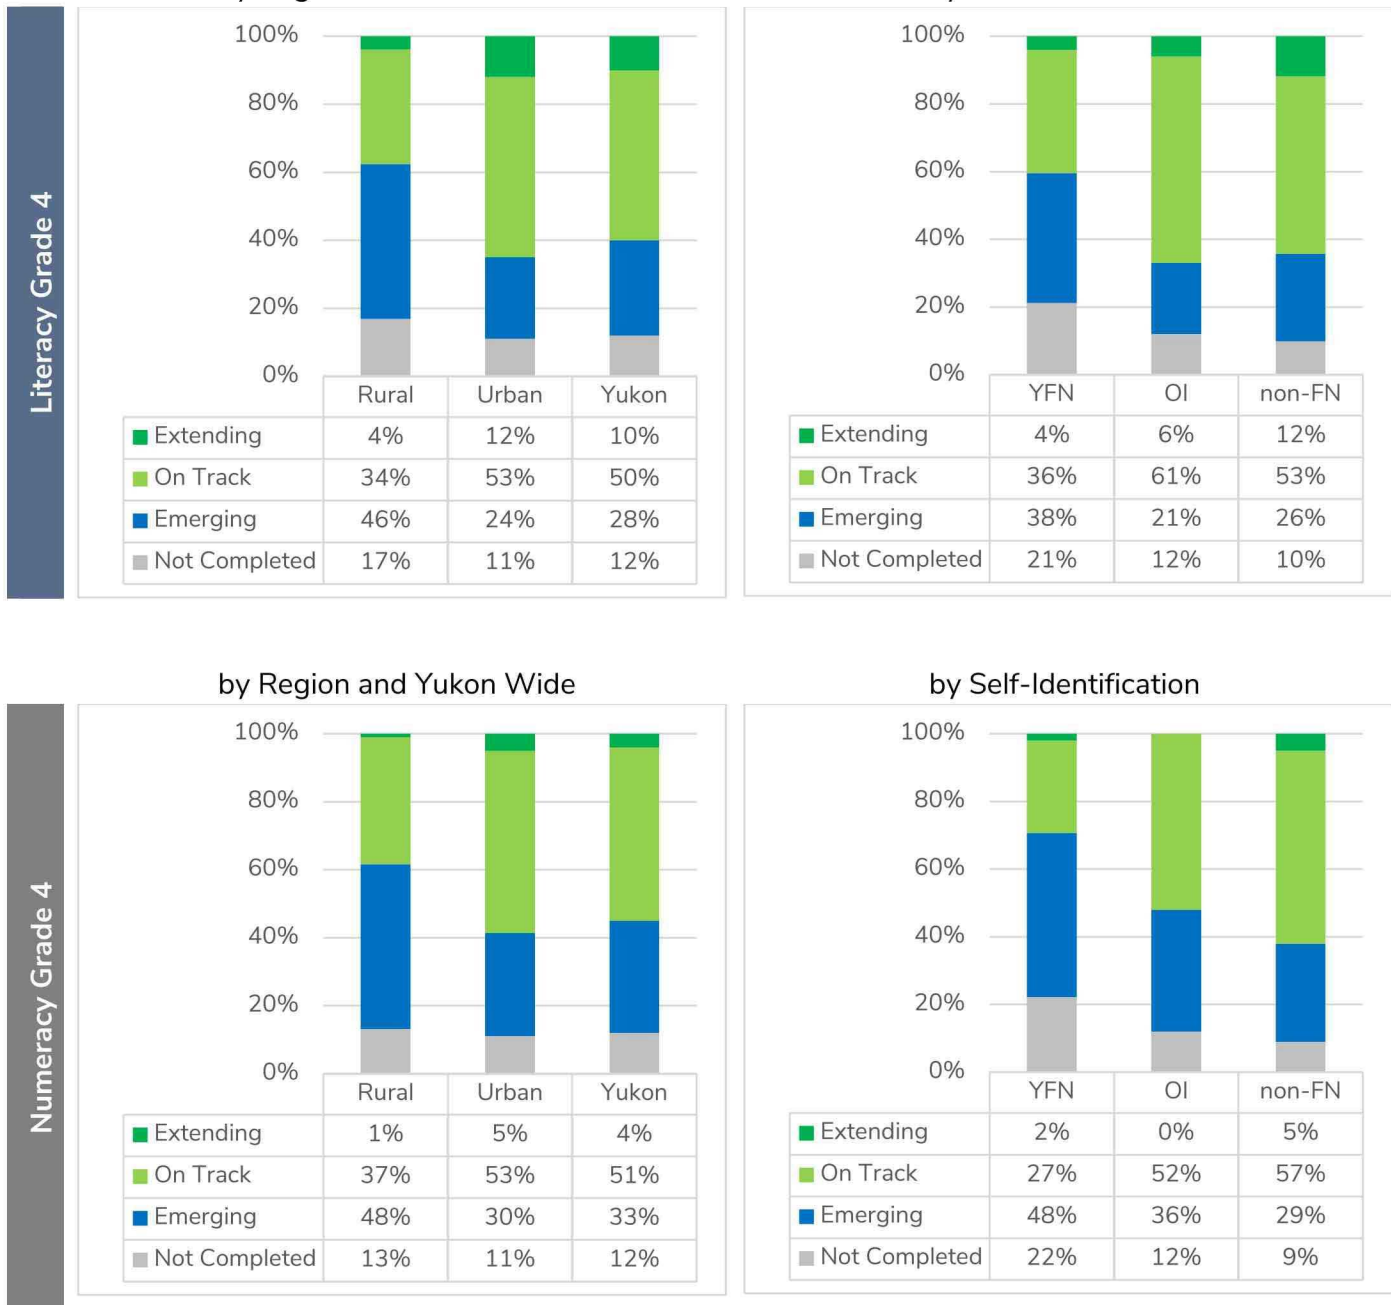 Literacy Grade 4
100%
80%
60%
40%
20%
0%
Rural Urban Yukon
Extending 4% 12% 10%
On Track 34% 53% 50%
Emerging 46% 24% 28%
Not Completed 17% 11% 12%
100%
80%
60%
40%
20%
0%
YFN OI non-FN
Extending 4% 6% 12%
On Track 36% 61% 53%
Emerging 38% 21% 26%
Not Completed 21% 12% 10%
Numeracy Grade 4
by Region and Yukon Wide
100%
80%
60%
40%
20%
0%
Rural Urban Yukon
Extending 1% 5% 4%
On Track 37% 53% 51%
Emerging 48% 30% 33%
Not Completed 13% 11% 12%
by Self-Identification
100%
80%
60%
40%
20%
0%
YFN OI non-FN
Extending 2% 0% 5%
On Track 27% 52% 57%
Emerging 48% 36% 29%
Not Completed 22% 12% 9%